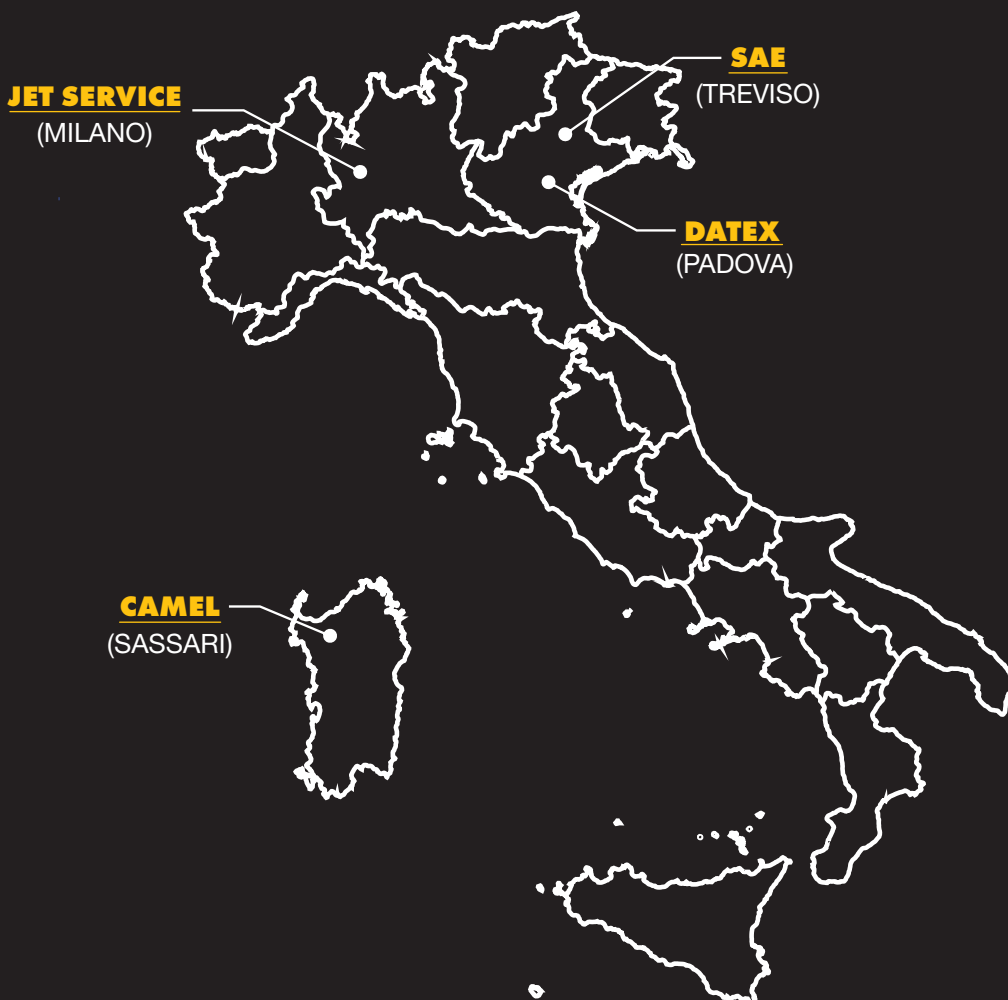 JET SERVICE
(MILANO)
SAE
(TREVISO)
DATEX
(PADOVA)
CAMEL
(SASSARI)